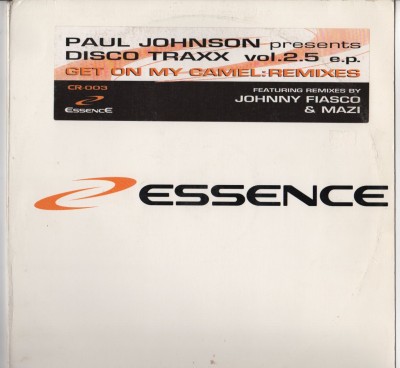 PAUL JOHNSON presents
DISCO TRAXX vol.2.5 e.p.
GET ON MY CAMEL:REMIXES
CR-003
ESSENCE
FEATURING REMIXES BY
JOHNNY FIASCO
& MAZI
ESSENCE